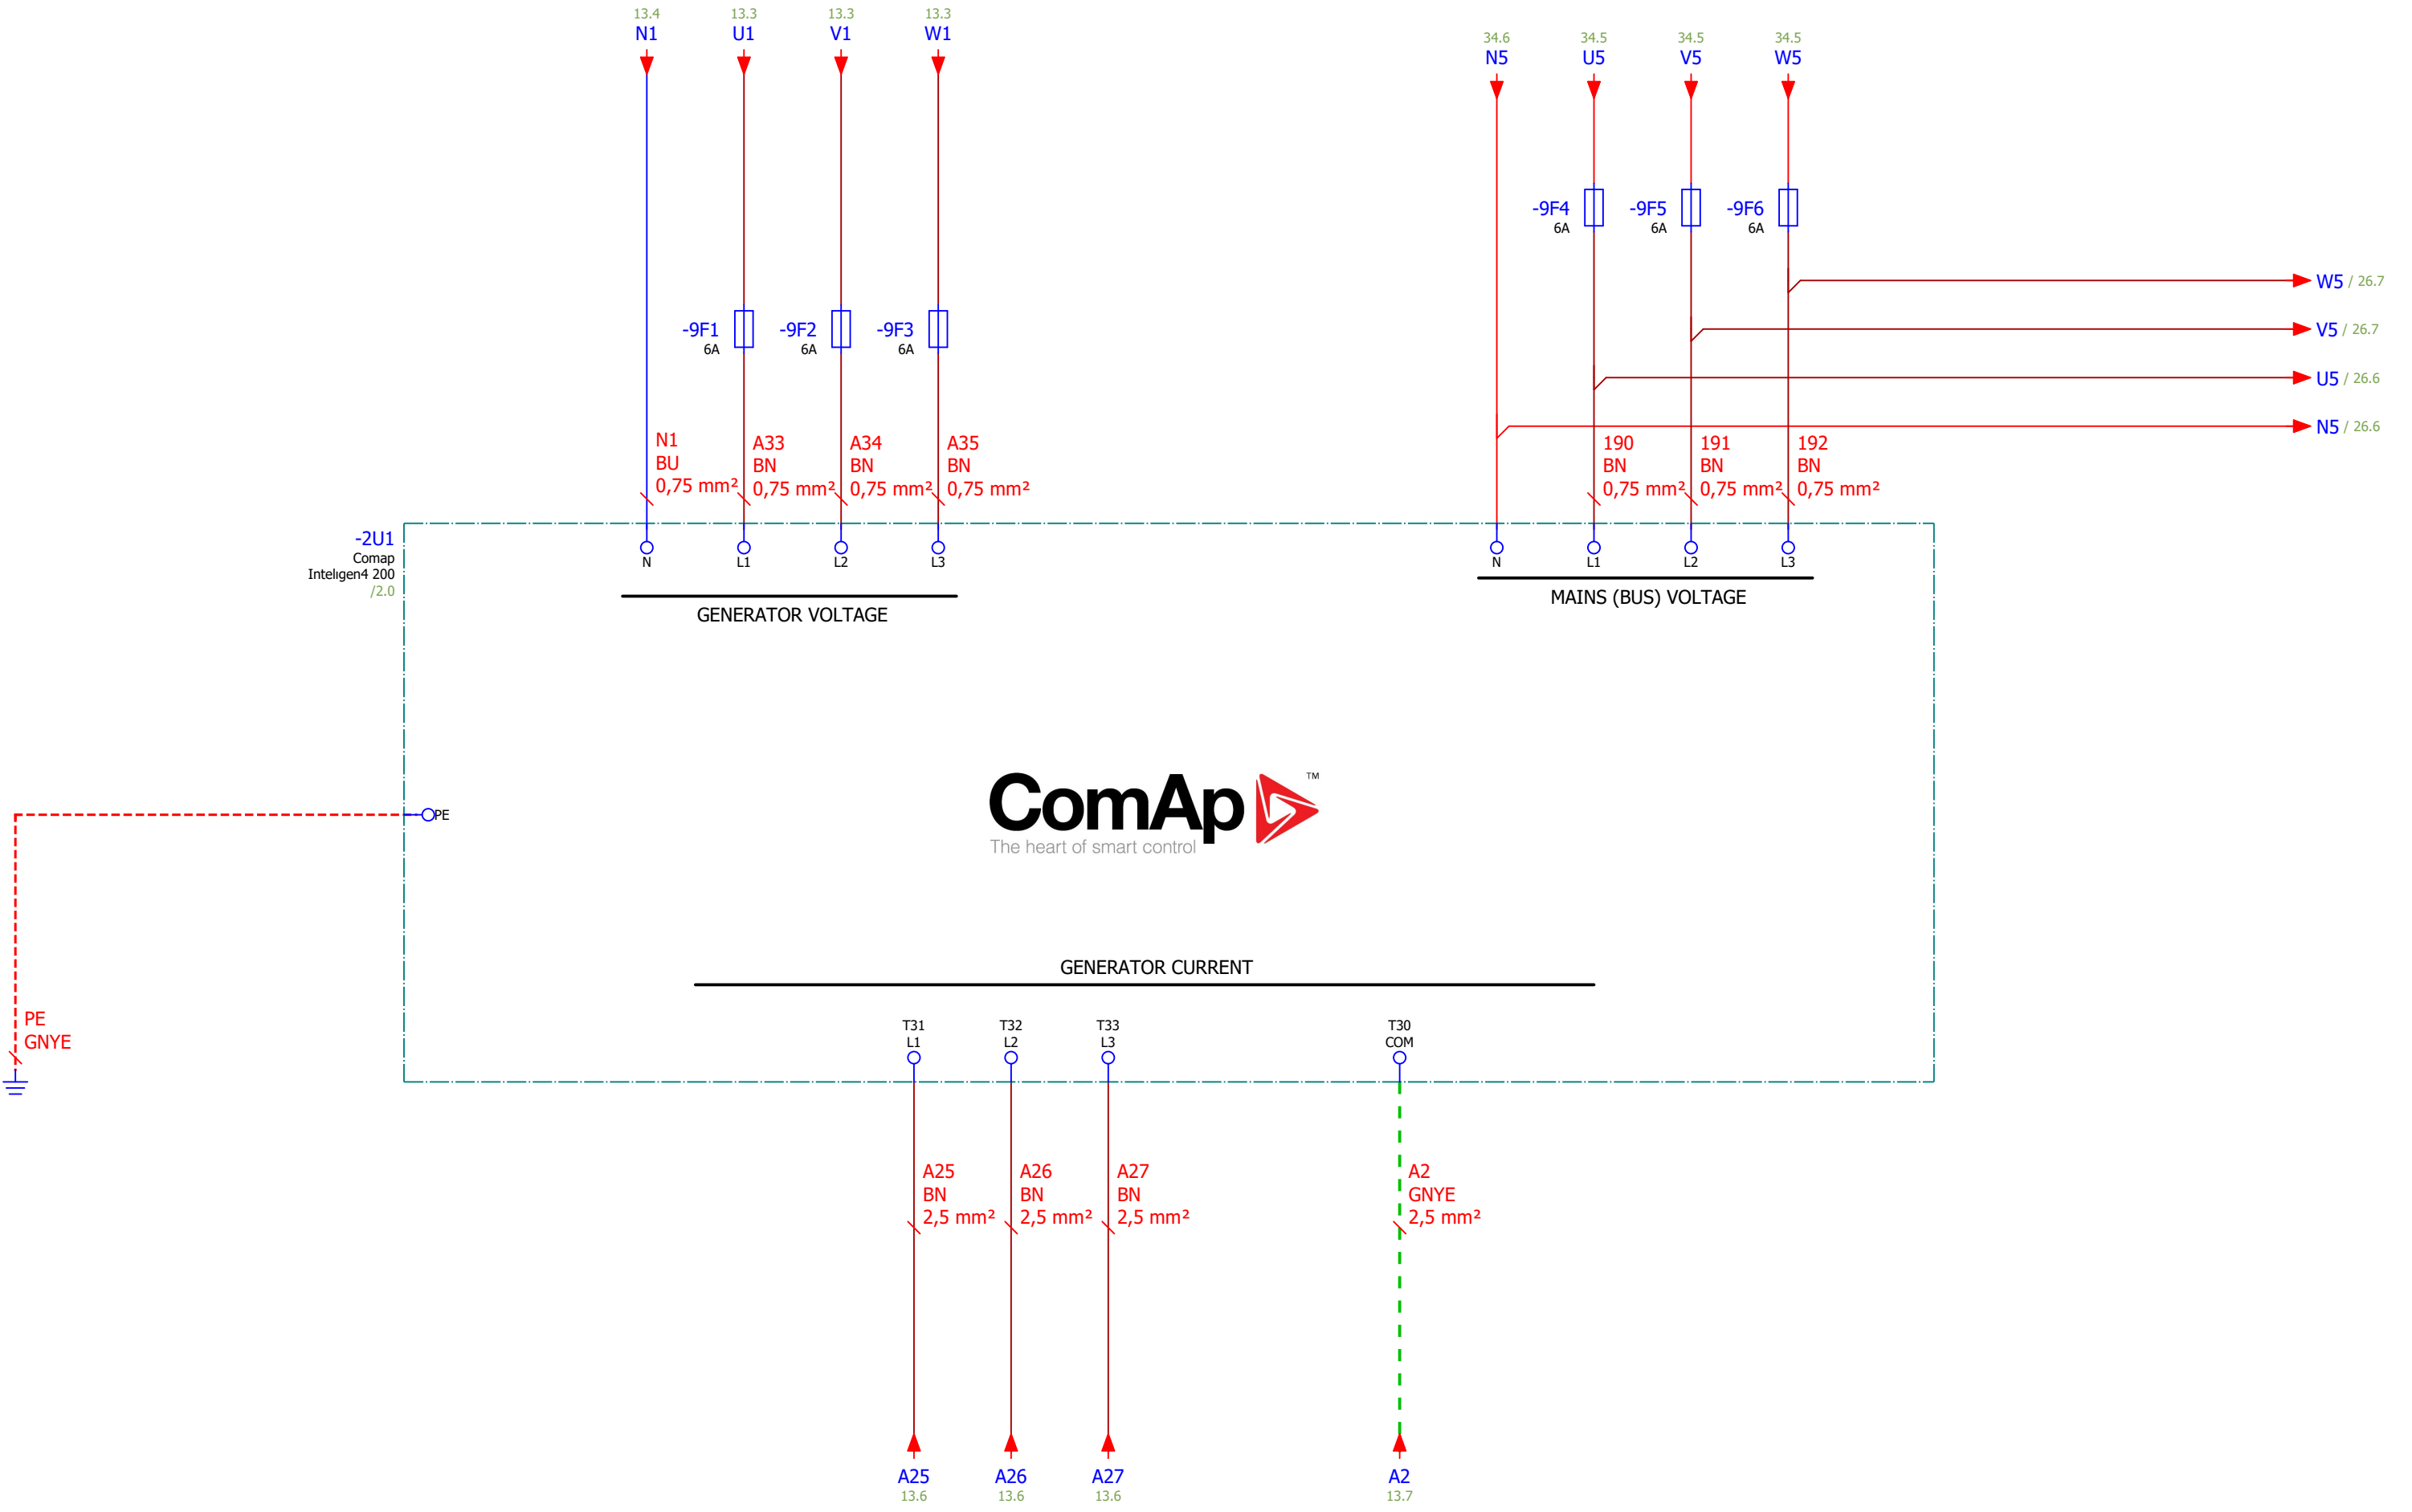 13.4 13.3 13.3 13.3
N1 U1 V1 W1
34.6 34.5 34.5 34.5
N5 U5 V5 W5
-9F4 -9F5 -9F6
6A 6A 6A
W5 / 26.7
-9F1 -9F2 -9F3
6A 6A 6A
V5 / 26.7
U5 / 26.6
N5 / 26.6
N1
BU
0,75 mm²
A33
BN
0,75 mm²
A34
BN
0,75 mm²
A35
BN
0,75 mm²
190
BN
0,75 mm²
191
BN
0,75 mm²
192
BN
0,75 mm²
-2U1
Comap
Intelıgen4 200
/2.0
N L1 L2 L3
GENERATOR VOLTAGE
N L1 L2 L3
MAINS (BUS) VOLTAGE
PE
ComAp™
The heart of smart control
GENERATOR CURRENT
PE
GNYE
T31 T32 T33 T30
L1 L2 L3 COM
A25
BN
2,5 mm²
A26
BN
2,5 mm²
A27
BN
2,5 mm²
A2
GNYE
2,5 mm²
A25 A26 A27 A2
13.6 13.6 13.6 13.7